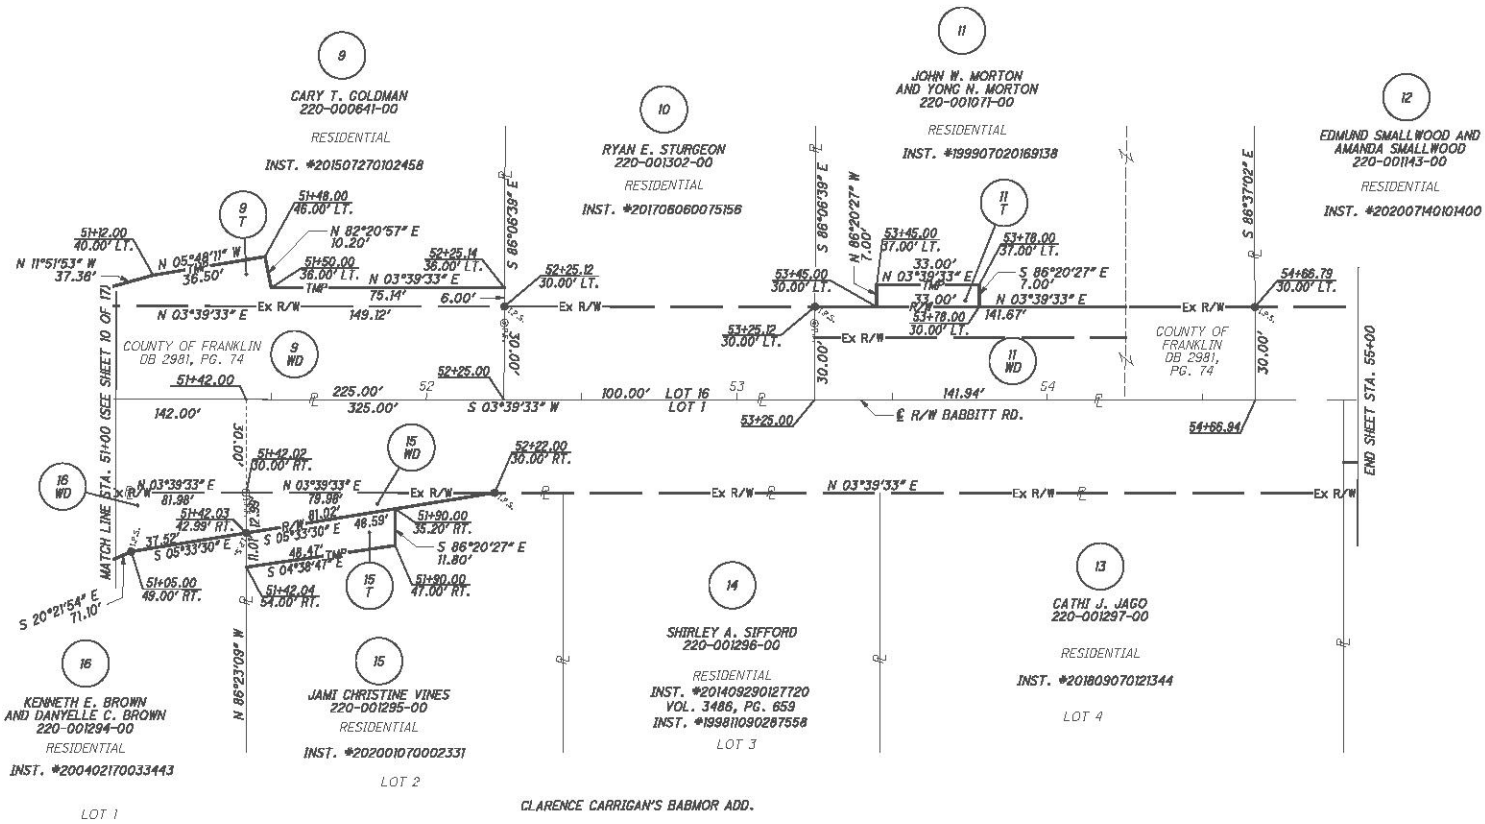 9
CARY T. GOLDMAN
220-000641-00
RESIDENTIAL
INST. #201507270102458
10
RYAN E. STURGEON
220-001302-00
RESIDENTIAL
INST. #201706060075156
11
JOHN W. MORTON
AND YONG N. MORTON
220-001071-00
RESIDENTIAL
INST. #199907020169138
12
EDMUND SMALLWOOD AND
AMANDA SMALLWOOD
220-001143-00
RESIDENTIAL
INST. #202007140101400
9
T
51+48.00
46.00' LT.
N 82°20'57" E
10.20'
51+12.00
40.00' LT.
N 05°48'11" W
TMP
36.50'
N 11°51'53" W
37.36'
51+50.00
36.00' LT.
N 03°39'33" E
TMP
75.14'
52+25.14
36.00' LT.
6.00'
S 86°06'39" E
52+25.12
30.00' LT.
I.P.S.
30.00'
Ex R/W
N 03°39'33" E
149.12'
Ex R/W
S 86°06'39" E
N 86°20'27" W
7.00'
53+45.00
37.00' LT.
33.00'
N 03°39'33" E
TMP
33.00'
R/W
11
T
53+78.00
37.00' LT.
S 86°20'27" E
7.00'
53+45.00
30.00' LT.
53+78.00
30.00' LT.
N 03°39'33" E
141.67'
Ex R/W
53+25.12
30.00' LT.
I.P.S.
30.00'
Ex R/W
11
WD
S 86°37'02" E
54+66.79
30.00' LT.
I.P.S.
30.00'
COUNTY OF
FRANKLIN
DB 2981,
PG. 74
COUNTY OF FRANKLIN
DB 2981, PG. 74
9
WD
51+42.00
52+25.00
142.00'
225.00'
325.00'
52
S 03°39'33" W
100.00'
LOT 16
LOT 1
53
53+25.00
141.94'
54
℄ R/W BABBITT RD.
54+66.94
MATCH LINE STA. 51+00 (SEE SHEET 10 OF 17)
END SHEET STA. 55+00
30.00'
51+42.02
30.00' RT.
15
WD
52+22.00
30.00' RT.
I.P.S.
16
WD
Ex R/W
N 03°39'33" E
81.98'
N 03°39'33" E
79.98'
Ex R/W
Ex R/W
N 03°39'33" E
Ex R/W
Ex R/W
12.99'
R/W
81.02'
S 05°33'30" E
48.59'
51+42.03
42.99' RT.
I.P.S.
37.52'
S 05°33'30" E
I.P.S.
11.01'
48.47'
TMP
S 04°38'47" E
51+90.00
35.20' RT.
S 86°20'27" E
11.80'
51+90.00
47.00' RT.
15
T
51+42.04
54.00' RT.
51+05.00
49.00' RT.
S 20°21'54" E
71.10'
N 86°23'09" W
16
KENNETH E. BROWN
AND DANYELLE C. BROWN
220-001294-00
RESIDENTIAL
INST. #200402170033443
LOT 1
15
JAMI CHRISTINE VINES
220-001295-00
RESIDENTIAL
INST. #202001070002331
LOT 2
14
SHIRLEY A. SIFFORD
220-001296-00
RESIDENTIAL
INST. #201409290127720
VOL. 3486, PG. 659
INST. #199811090287558
LOT 3
13
CATHI J. JAGO
220-001297-00
RESIDENTIAL
INST. #201809070121344
LOT 4
CLARENCE CARRIGAN'S BABMOR ADD.